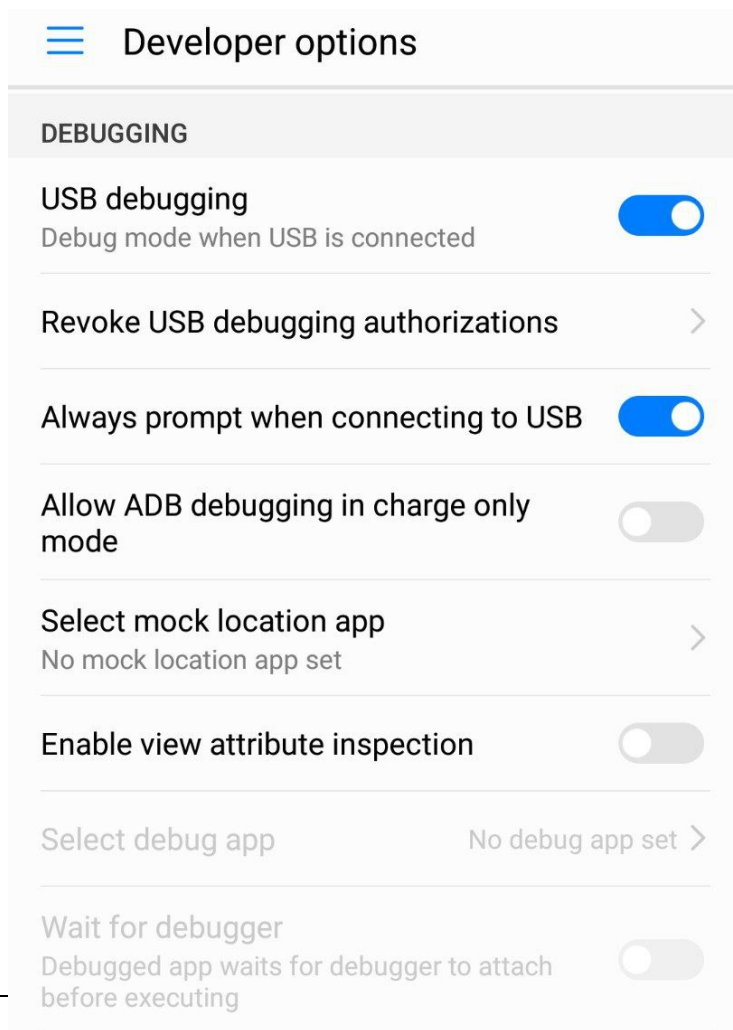 Developer options
DEBUGGING
USB debugging
Debug mode when USB is connected
Revoke USB debugging authorizations
Always prompt when connecting to USB
Allow ADB debugging in charge only
mode
Select mock location app
No mock location app set
Enable view attribute inspection
Select debug app No debug app set
Wait for debugger
Debugged app waits for debugger to attach
before executing